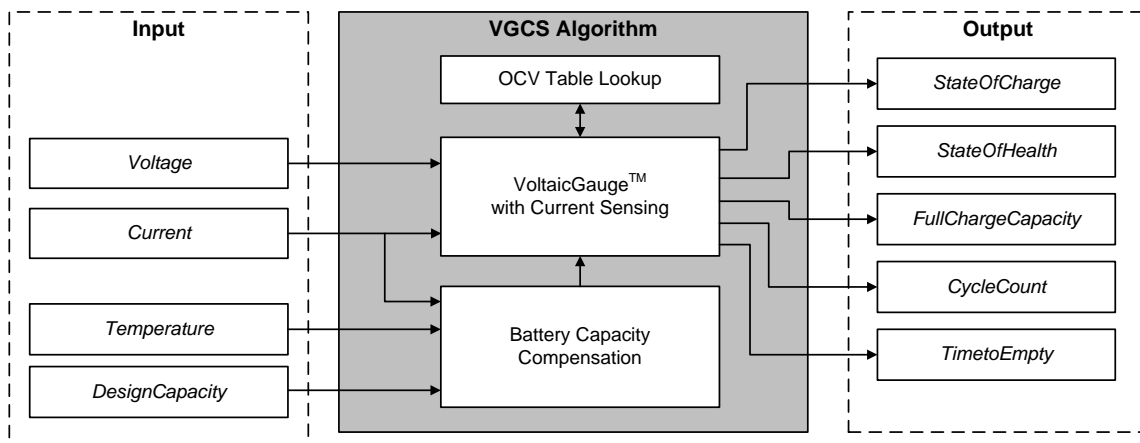 Input
VGCS Algorithm
Output
Voltage
Current
Temperature
DesignCapacity
OCV Table Lookup
VoltaicGauge™
with Current Sensing
Battery Capacity
Compensation
StateOfCharge
StateOfHealth
FullChargeCapacity
CycleCount
TimetoEmpty